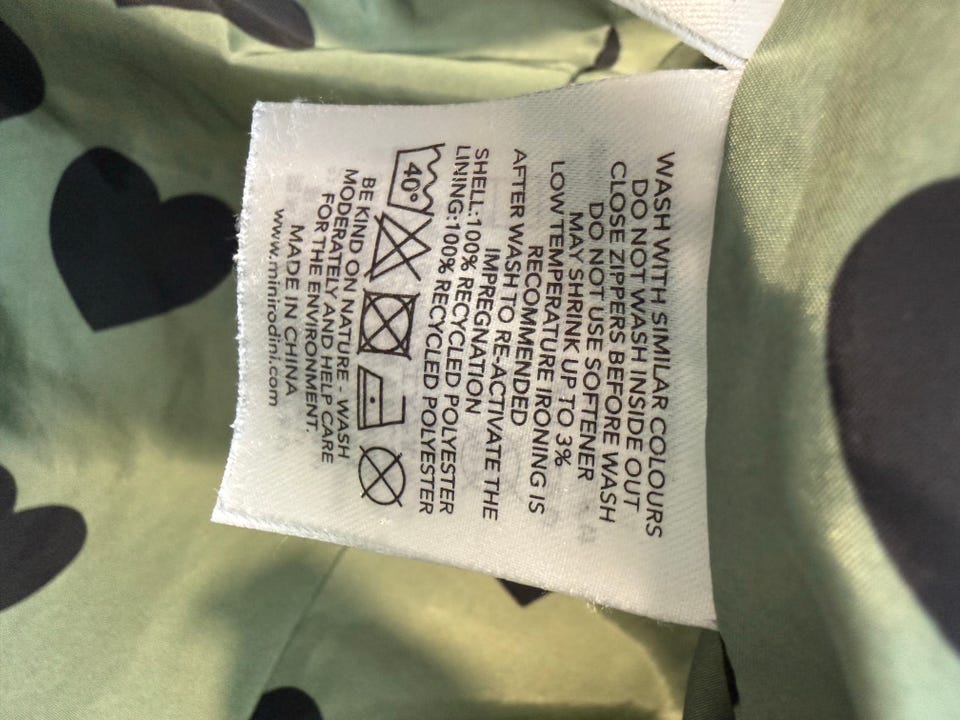 WASH WITH SIMILAR COLOURS
DO NOT WASH INSIDE OUT
CLOSE ZIPPERS BEFORE WASH
DO NOT USE SOFTENER
MAY SHRINK UP TO 3%
LOW TEMPERATURE IRONING IS
RECOMMENDED
AFTER WASH TO RE-ACTIVATE THE
IMPREGNATION
SHELL:100% RECYCLED POLYESTER
LINING:100% RECYCLED POLYESTER
40°
BE KIND ON NATURE - WASH
MODERATELY AND HELP CARE
FOR THE ENVIRONMENT.
MADE IN CHINA
www.minirodini.com